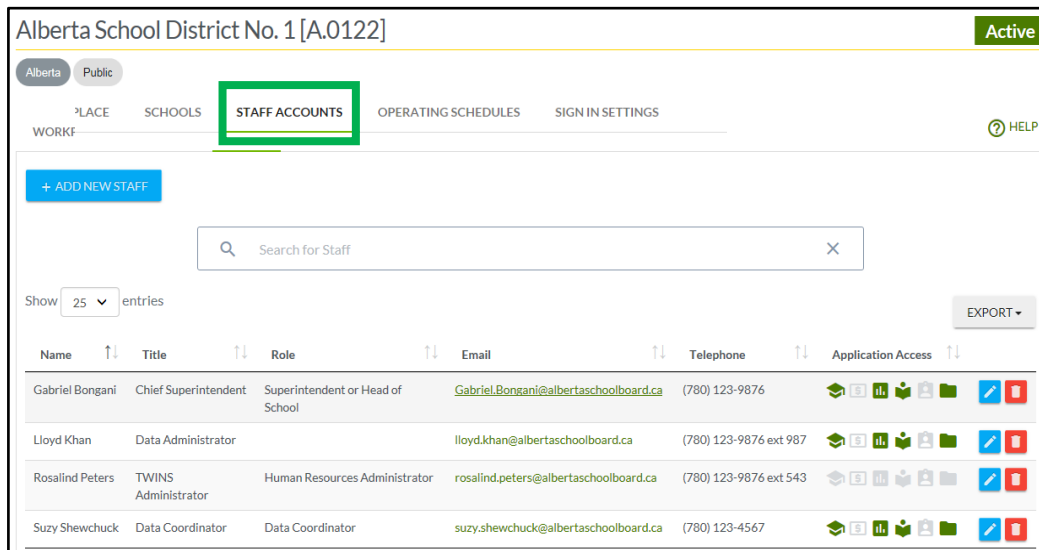 Alberta School District No. 1 [A.0122]
Active
Alberta Public
PLACE SCHOOLS STAFF ACCOUNTS OPERATING SCHEDULES SIGN IN SETTINGS
HELP
+ ADD NEW STAFF
Search for Staff
Show 25 entries
EXPORT
Name Title Role Email Telephone Application Access
Gabriel Bongani Chief Superintendent Superintendent or Head of Gabriel.Bongani@albertaschoolboard.ca (780) 123-9876
School
Lloyd Khan Data Administrator lloyd.khan@albertaschoolboard.ca (780) 123-9876 ext 987
Rosalind Peters TWINS Human Resources Administrator rosalind.peters@albertaschoolboard.ca (780) 123-9876 ext 543
Administrator
Suzy Shewchuck Data Coordinator Data Coordinator suzy.shewchuck@albertaschoolboard.ca (780) 123-4567